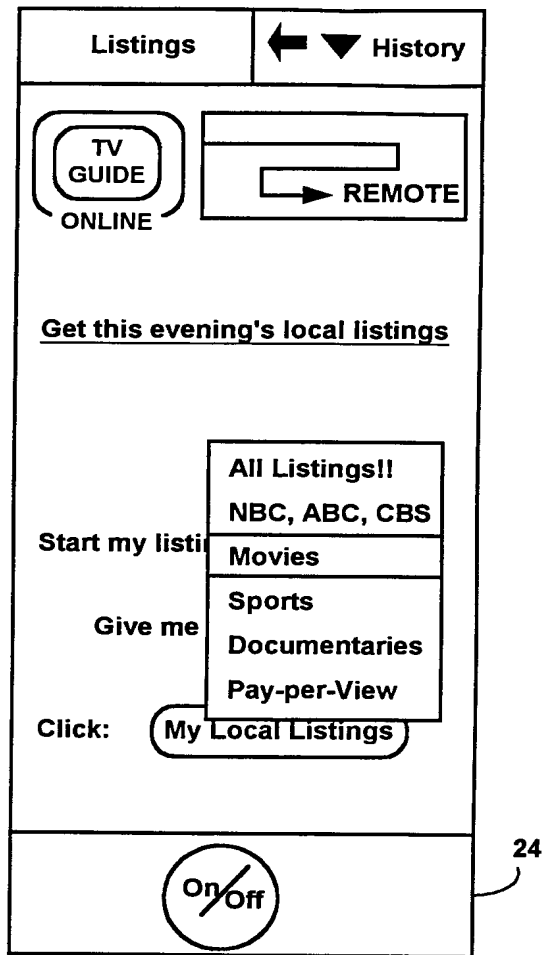 Listings
History
TV
GUIDE
ONLINE
REMOTE
Get this evening's local listings
All Listings!!
NBC, ABC, CBS
Start my
Movies
Sports
Give me
Documentaries
Pay-per-View
Click: My Local Listings
24
On/Off